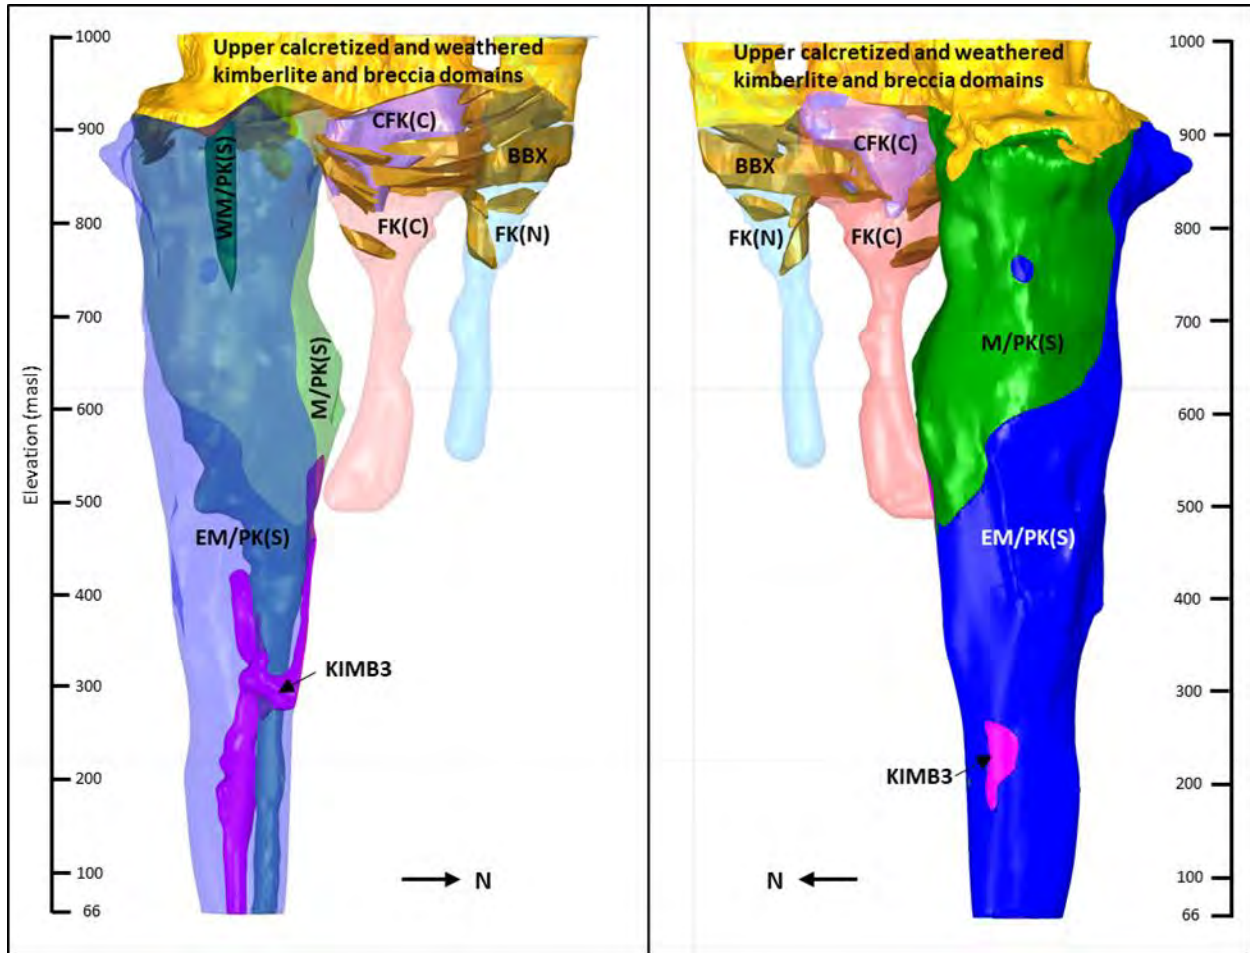 1000
Upper calcretized and weathered
kimberlite and breccia domains
CFK(C)
900
BBX
WM/PK(S)
800
FK(C)
FK(N)
700
M/PK(S)
Elevation (masl)
600
500
EM/PK(S)
400
KIMB3
300
200
100
N
66
Upper calcretized and weathered
kimberlite and breccia domains
1000
CFK(C)
900
BBX
FK(N)
FK(C)
800
700
M/PK(S)
600
500
EM/PK(S)
400
300
KIMB3
200
N
100
66